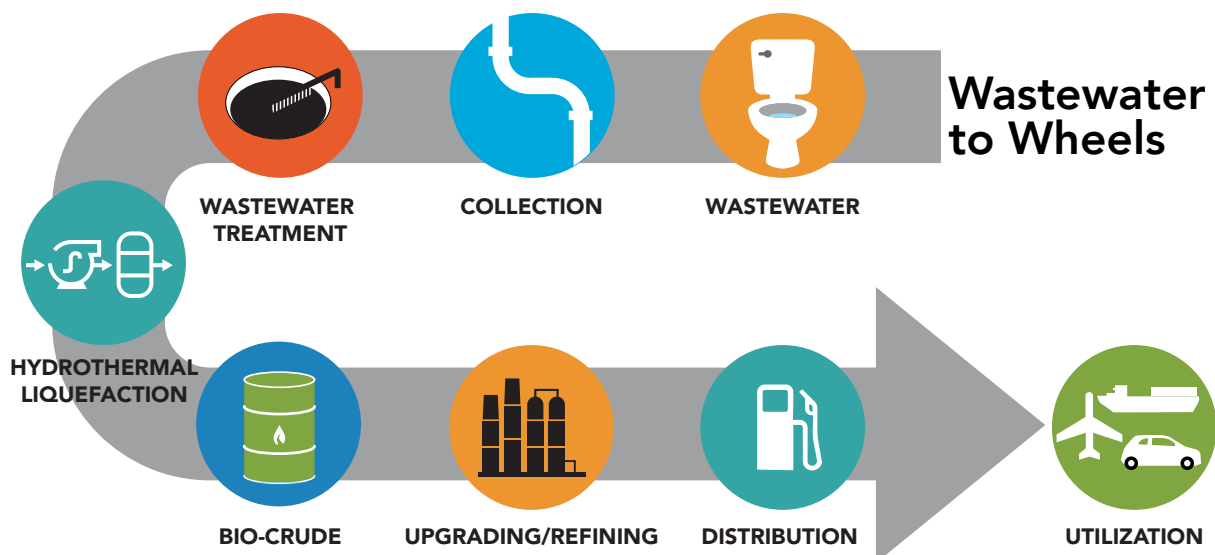 Wastewater
to Wheels
WASTEWATER
TREATMENT
COLLECTION
WASTEWATER
HYDROTHERMAL
LIQUEFACTION
BIO-CRUDE
UPGRADING/REFINING
DISTRIBUTION
UTILIZATION